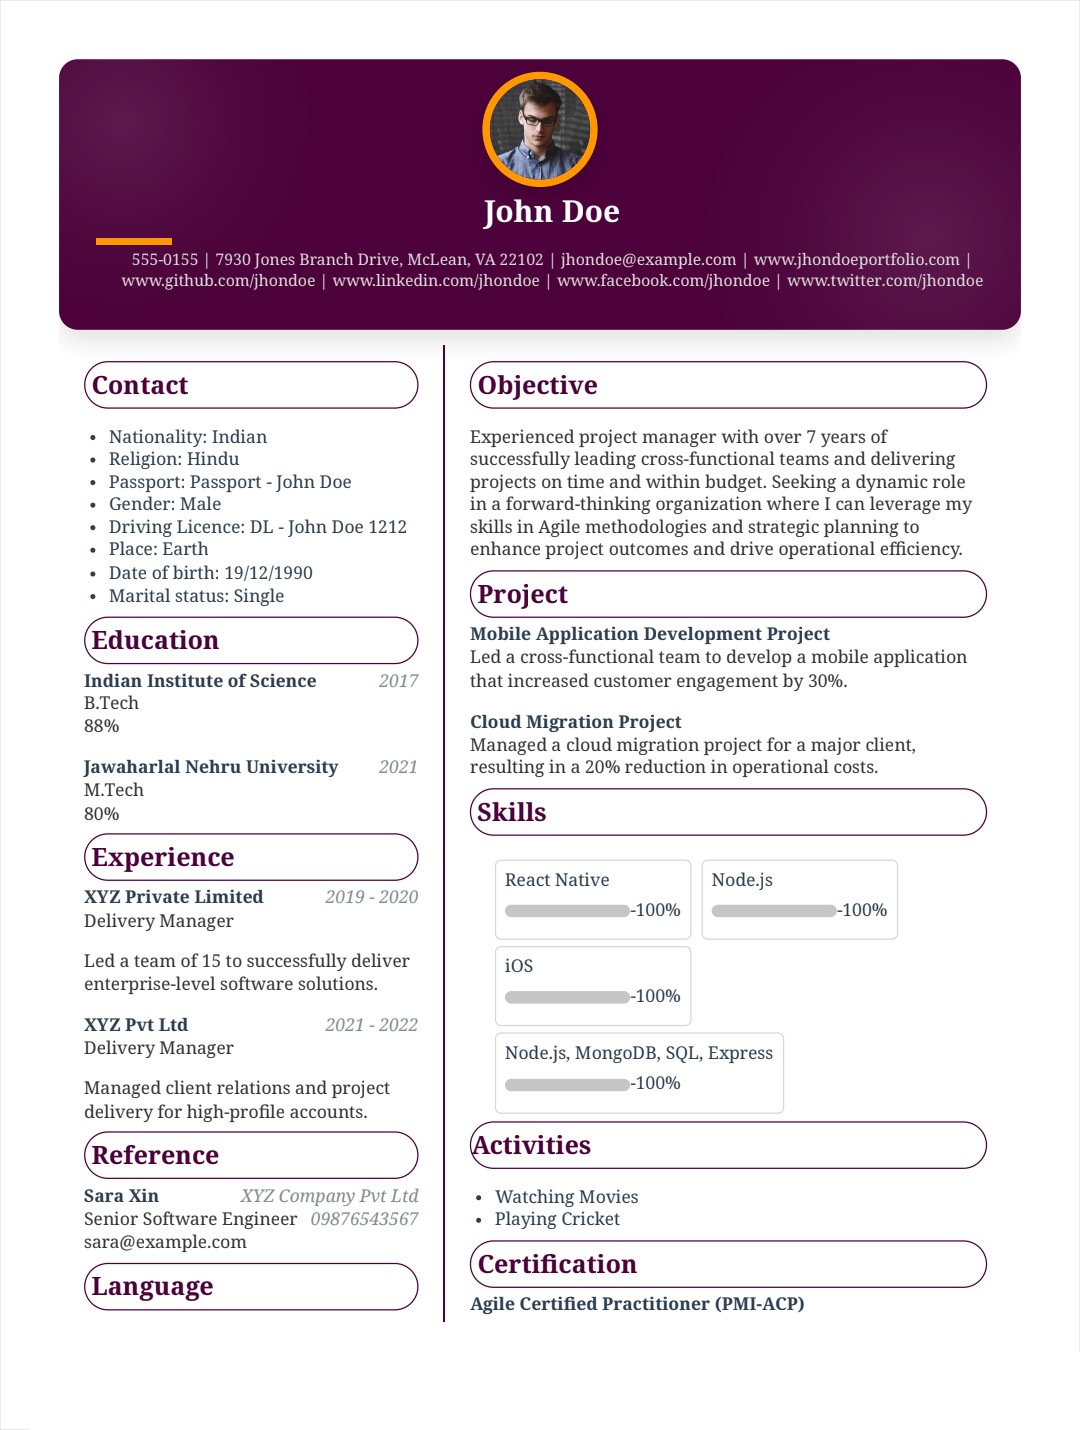 John Doe
555-0155 | 7930 Jones Branch Drive, McLean, VA 22102 | jhondoe@example.com | www.jhondoeportfolio.com |
www.github.com/jhondoe | www.linkedin.com/jhondoe | www.facebook.com/jhondoe | www.twitter.com/jhondoe
Contact
• Nationality: Indian
• Religion: Hindu
• Passport: Passport - John Doe
• Gender: Male
• Driving Licence: DL - John Doe 1212
• Place: Earth
• Date of birth: 19/12/1990
• Marital status: Single
Education
Indian Institute of Science 2017
B.Tech
88%
Jawaharlal Nehru University 2021
M.Tech
80%
Experience
XYZ Private Limited 2019 - 2020
Delivery Manager
Led a team of 15 to successfully deliver
enterprise-level software solutions.
XYZ Pvt Ltd 2021 - 2022
Delivery Manager
Managed client relations and project
delivery for high-profile accounts.
Reference
Sara Xin XYZ Company Pvt Ltd
Senior Software Engineer 09876543567
sara@example.com
Language
Objective
Experienced project manager with over 7 years of
successfully leading cross-functional teams and delivering
projects on time and within budget. Seeking a dynamic role
in a forward-thinking organization where I can leverage my
skills in Agile methodologies and strategic planning to
enhance project outcomes and drive operational efficiency.
Project
Mobile Application Development Project
Led a cross-functional team to develop a mobile application
that increased customer engagement by 30%.
Cloud Migration Project
Managed a cloud migration project for a major client,
resulting in a 20% reduction in operational costs.
Skills
React Native
-100%
Node.js
-100%
iOS
-100%
Node.js, MongoDB, SQL, Express
-100%
Activities
• Watching Movies
• Playing Cricket
Certification
Agile Certified Practitioner (PMI-ACP)